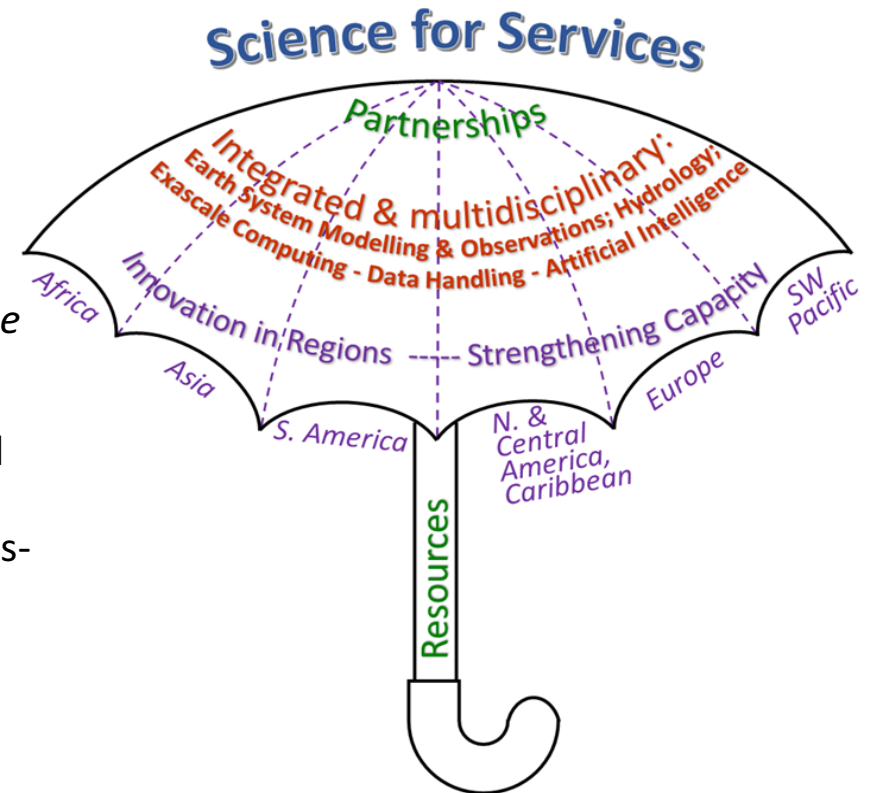 Science for Services
Partnerships
Integrated & multidisciplinary:
Earth System Modelling & Observations; Hydrology;
Exascale Computing - Data Handling - Artificial Intelligence
Innovation in Regions ----- Strengthening Capacity
Africa
Asia
S. America
N. &
Central
America,
Caribbean
Europe
SW
Pacific
Resources
e
s-